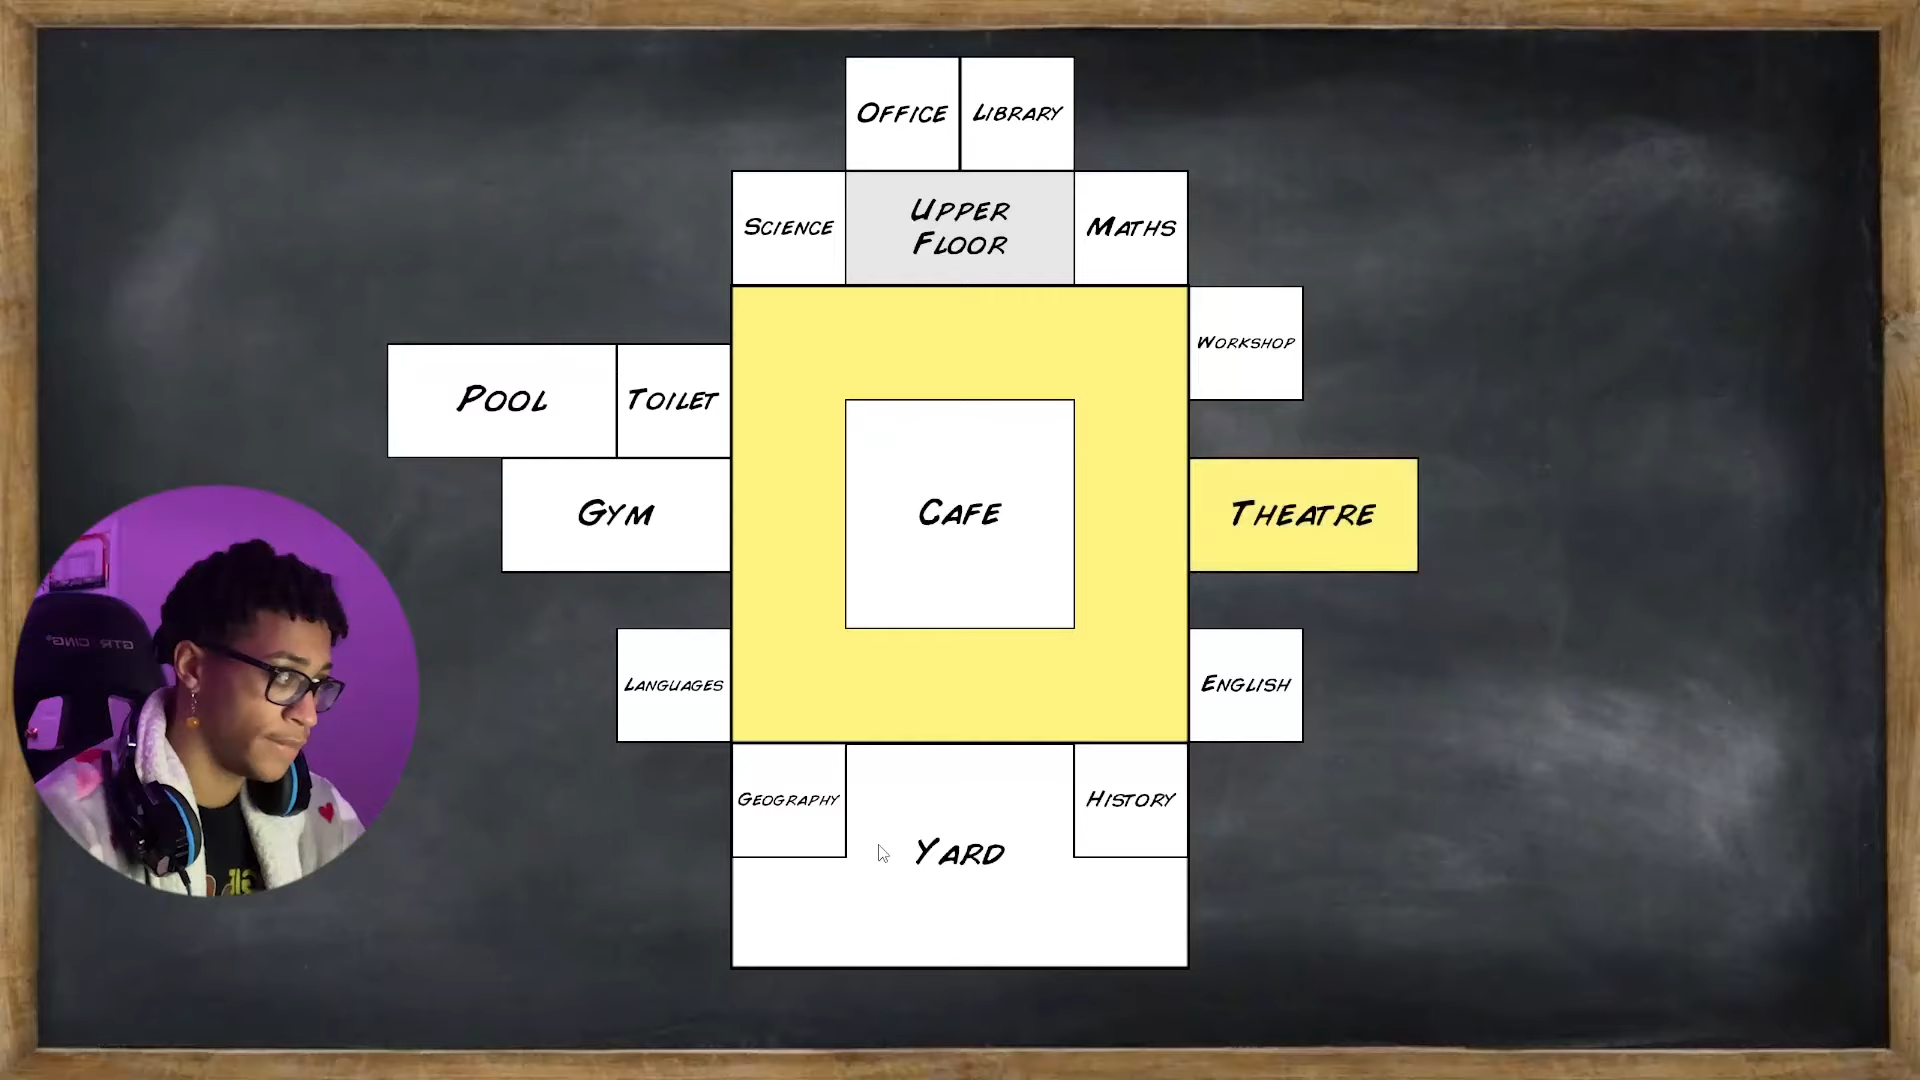 OFFICE
LIBRARY
SCIENCE
UPPER
FLOOR
MATHS
WORKSHOP
POOL
TOILET
GYM
CAFE
THEATRE
LANGUAGES
ENGLISH
GEOGRAPHY
HISTORY
YARD